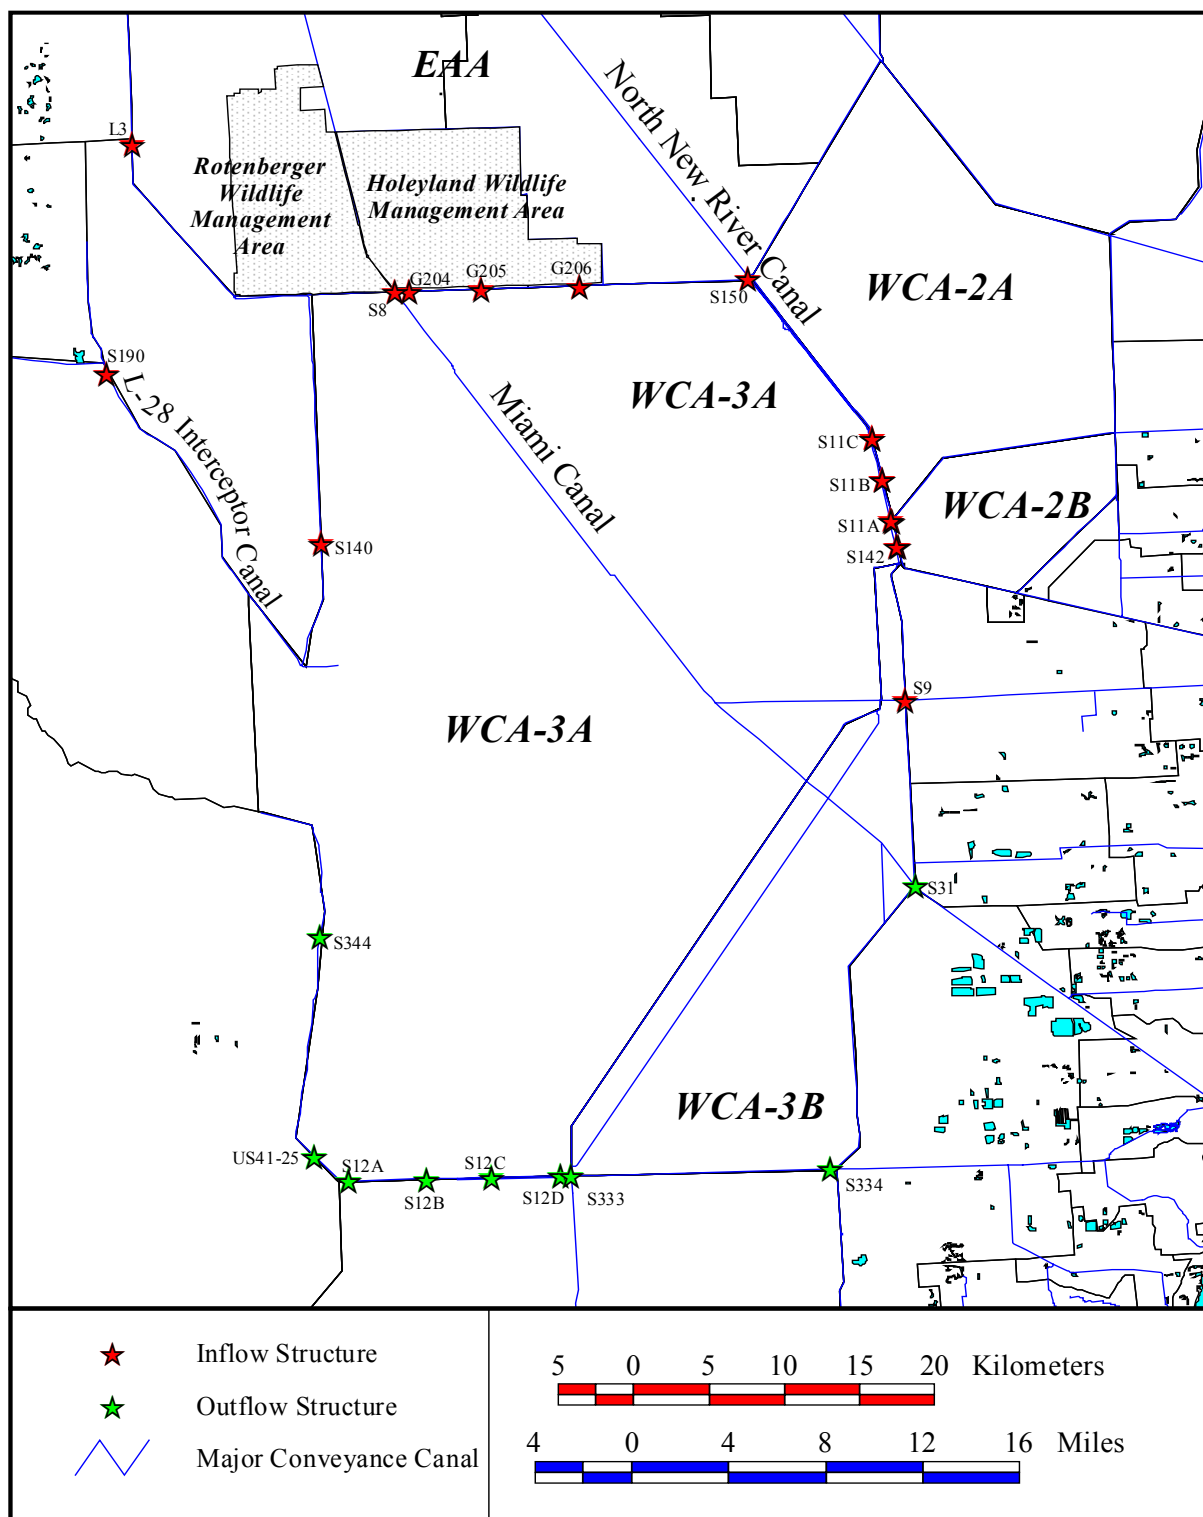 EAA
North New River Canal
L3
Rotenberger
Wildlife
Management
Area
Holeyland Wildlife
Management Area
G206
G205
G204
S8
S150
WCA-2A
S190
L-28 Interceptor Canal
WCA-3A
Miami Canal
S11C
S11B
WCA-2B
S11A
S140
S142
S9
WCA-3A
S31
S344
WCA-3B
US41-25
S12A
S12C
S12B
S12D
S333
S334
Inflow Structure
Outflow Structure
Major Conveyance Canal
5 0 5 10 15 20 Kilometers
4 0 4 8 12 16 Miles